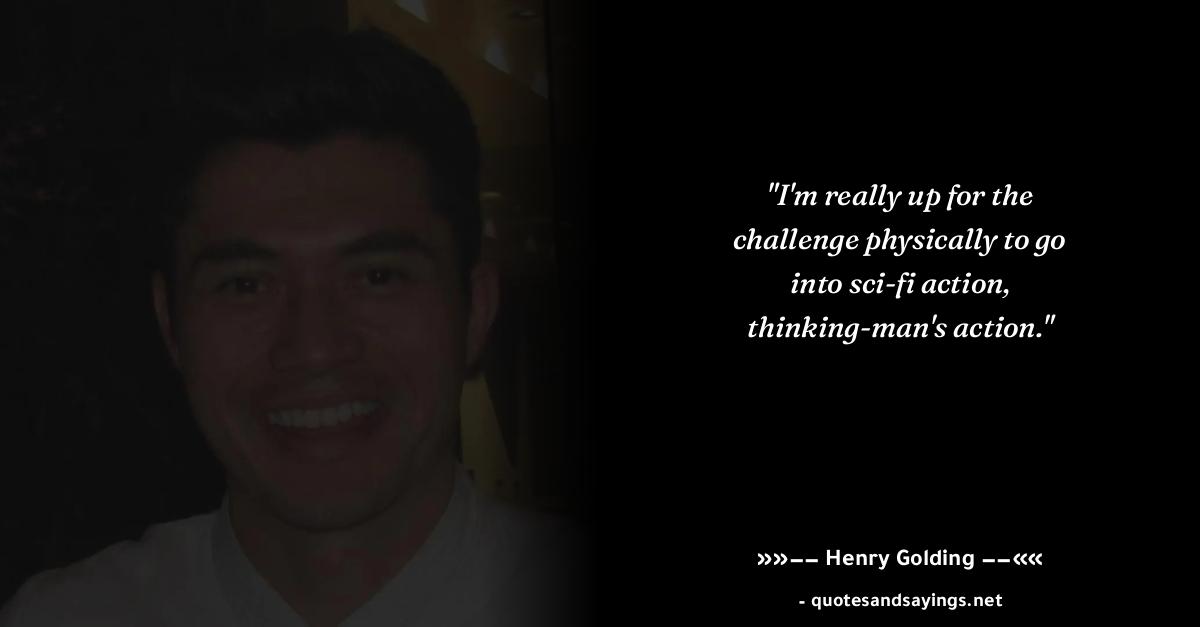 "I'm really up for the
challenge physically to go
into sci-fi action,
thinking-man's action."
»»−− Henry Golding −−««
- quotesandsayings.net